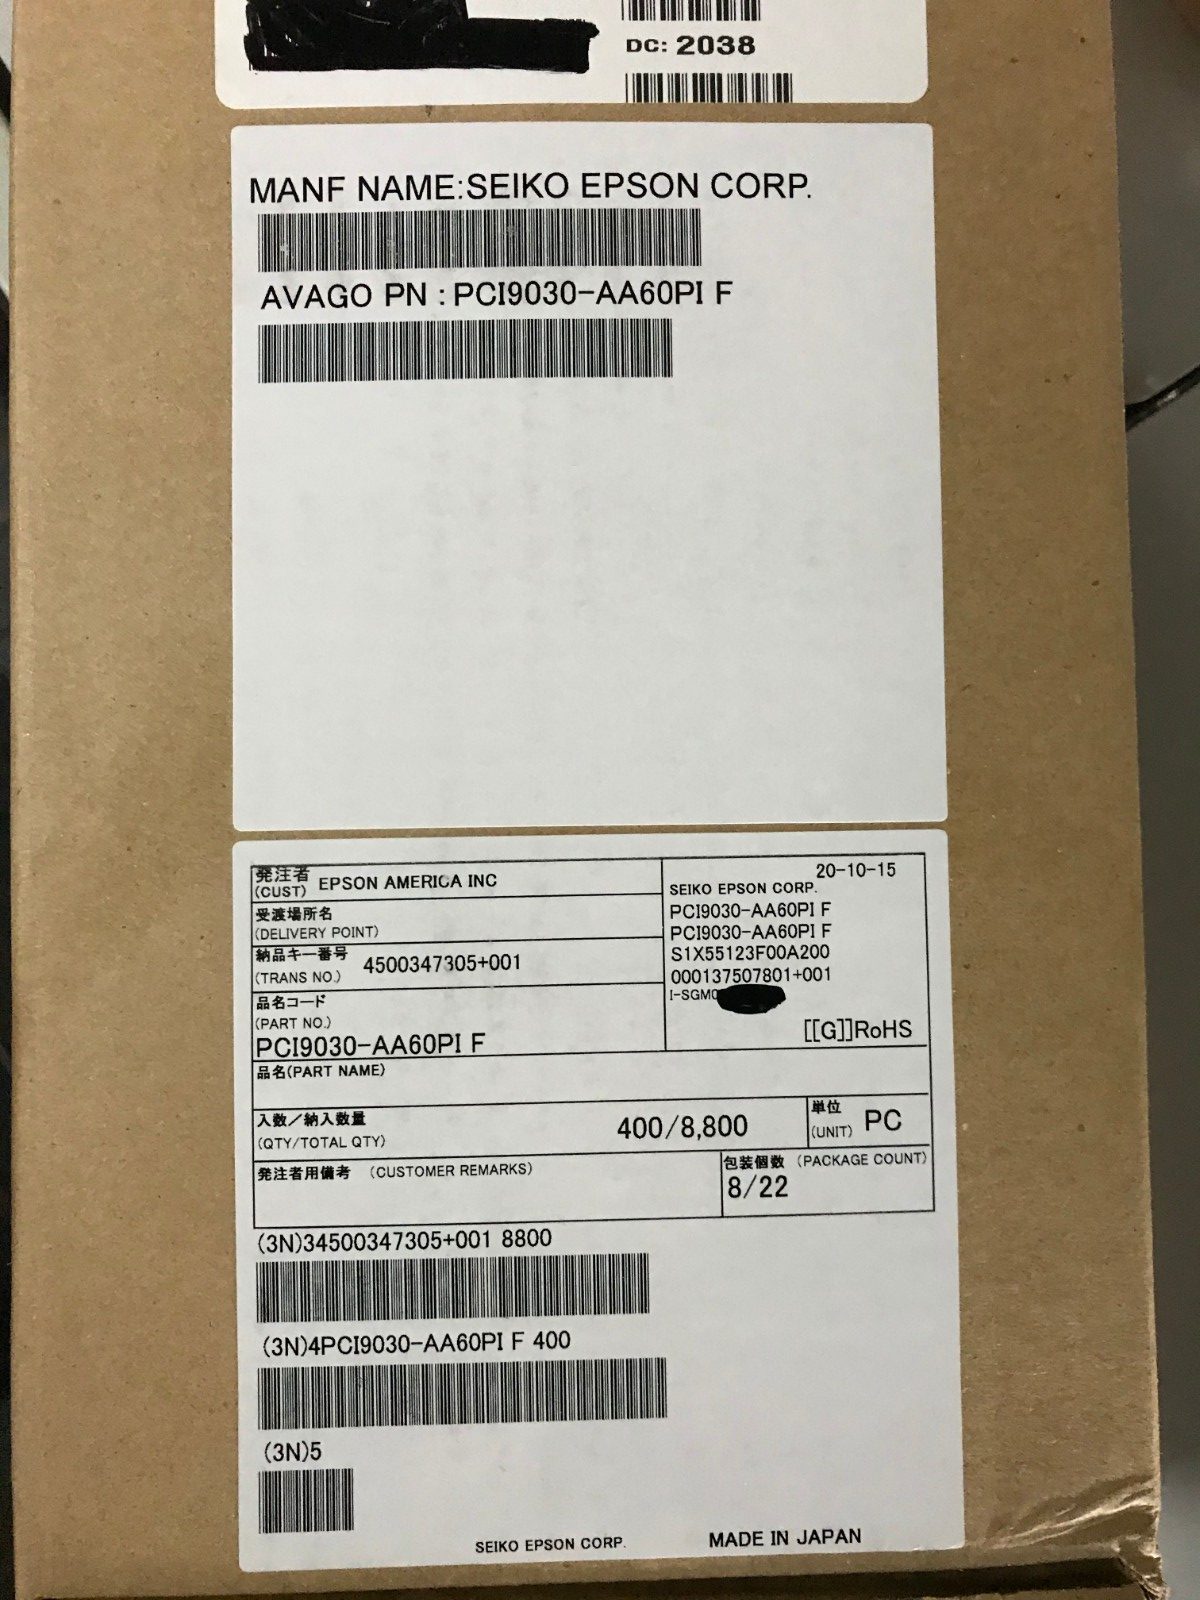 DC: 2038
MANF NAME:SEIKO EPSON CORP.
AVAGO PN : PCI9030-AA60PI F
発注者
(CUST) EPSON AMERICA INC
20-10-15
SEIKO EPSON CORP.
PCI9030-AA60PI F
PCI9030-AA60PI F
S1X55123F00A200
000137507801+001
I-SGM
[[G]]RoHS
受渡場所名
(DELIVERY POINT)
納品キー番号
(TRANS NO.) 4500347305+001
品名コード
(PART NO.)
PCI9030-AA60PI F
品名(PART NAME)
入数/納入数量
(QTY/TOTAL QTY) 400/8,800
単位
(UNIT) PC
発注者用備考 (CUSTOMER REMARKS)
包装個数 (PACKAGE COUNT)
8/22
(3N)34500347305+001 8800
(3N)4PCI9030-AA60PI F 400
(3N)5
SEIKO EPSON CORP. MADE IN JAPAN